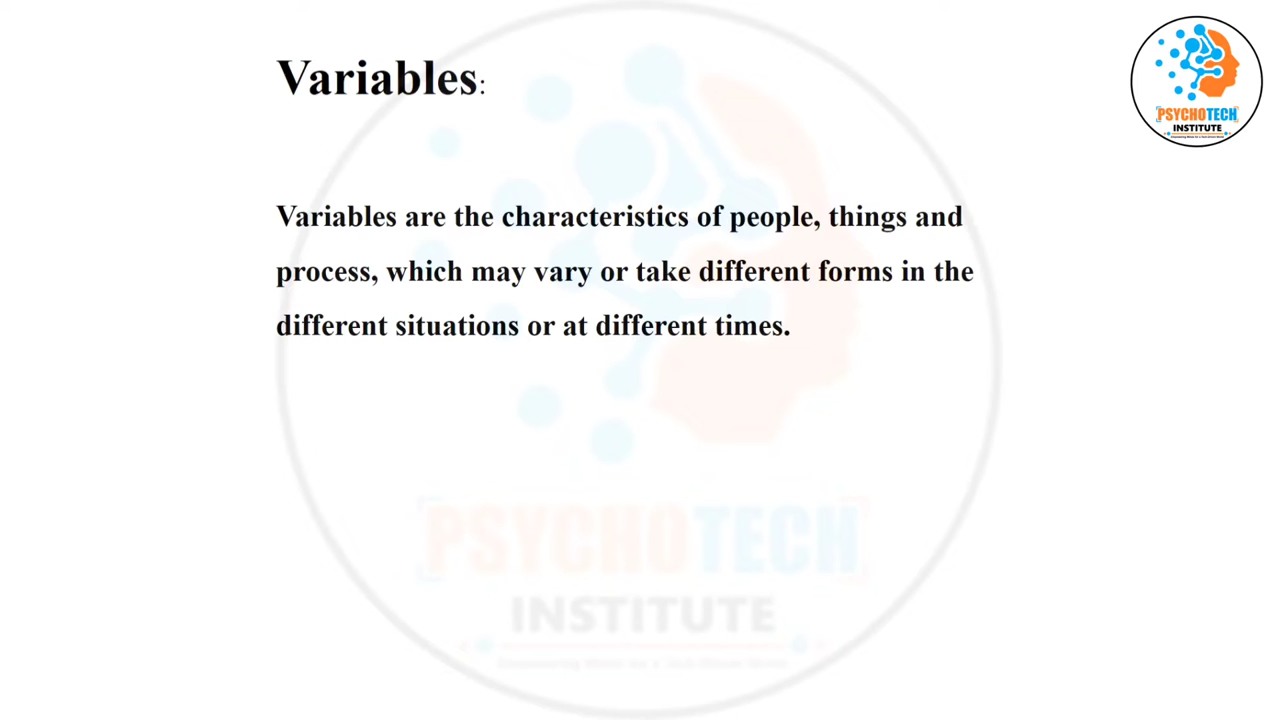 Variables:
PSYCHOTECH
INSTITUTE
Variables are the characteristics of people, things and
process, which may vary or take different forms in the
different situations or at different times.
PSYCHOTECH
INSTITUTE